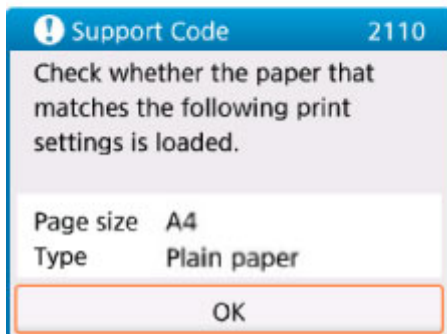 Support Code 2110
Check whether the paper that
matches the following print
settings is loaded.
Page size A4
Type Plain paper
OK